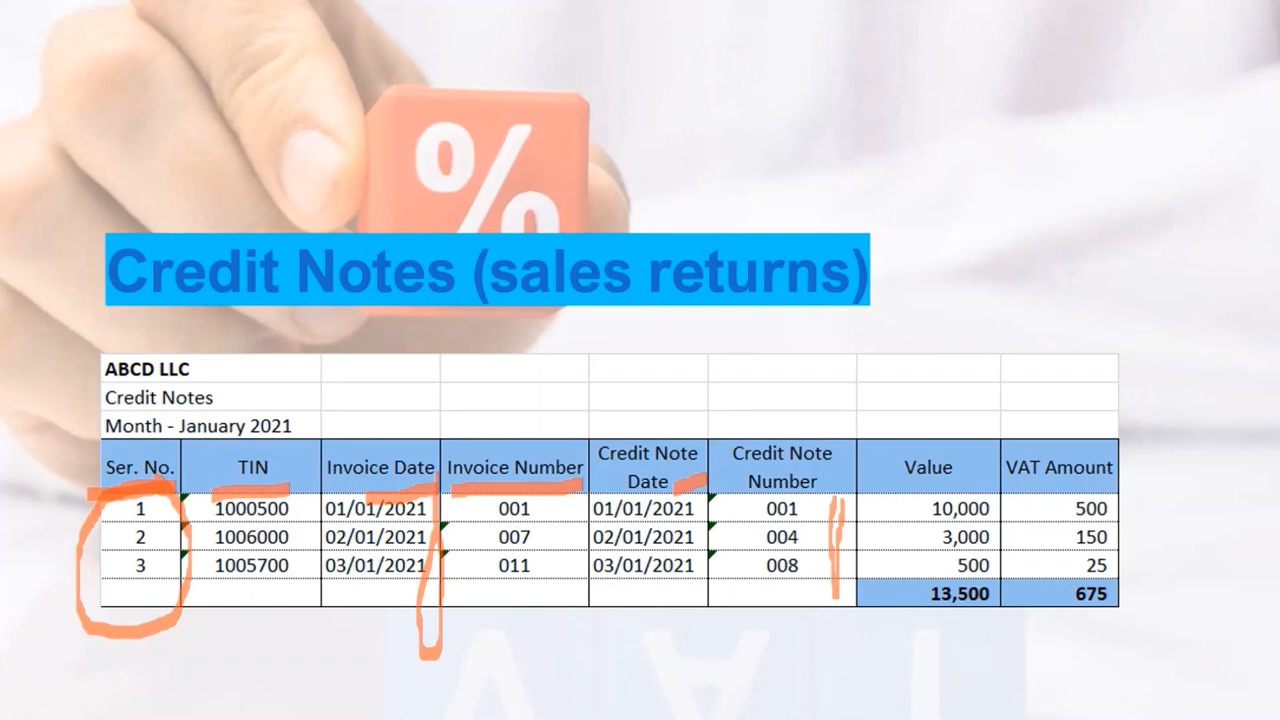 %
Credit Notes (sales returns)
ABCD LLC
Credit Notes
Month - January 2021
Ser. No. TIN Invoice Date Invoice Number Credit Note Date Credit Note Number Value VAT Amount
1 1000500 01/01/2021 001 01/01/2021 001 10,000 500
2 1006000 02/01/2021 007 02/01/2021 004 3,000 150
3 1005700 03/01/2021 011 03/01/2021 008 500 25
13,500 675